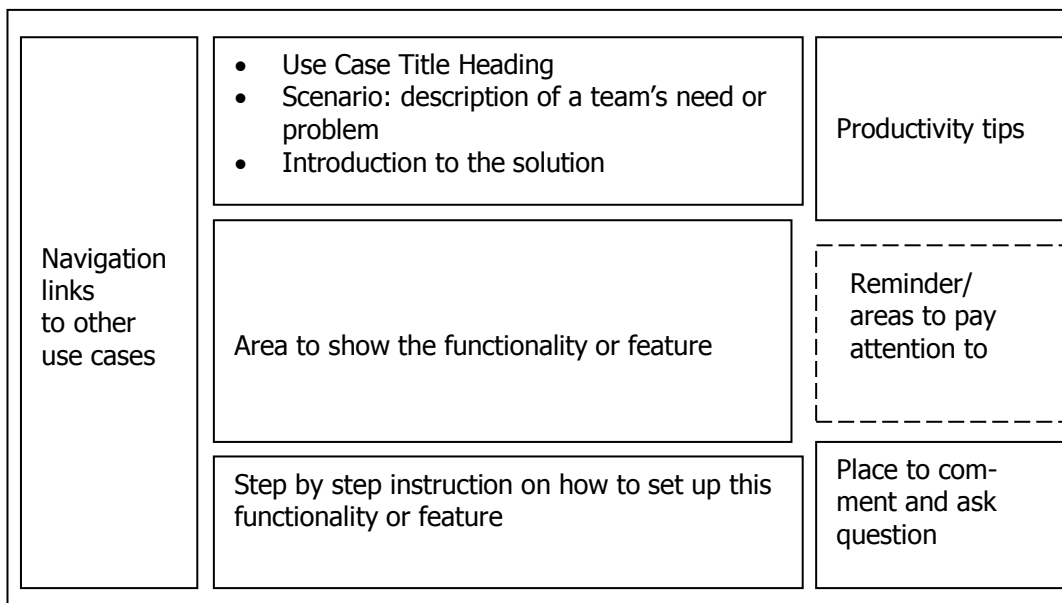 Navigation
links
to other
use cases
• Use Case Title Heading
• Scenario: description of a team’s need or
problem
• Introduction to the solution
Area to show the functionality or feature
Step by step instruction on how to set up this
functionality or feature
Productivity tips
Reminder/
areas to pay
attention to
Place to com-
ment and ask
question